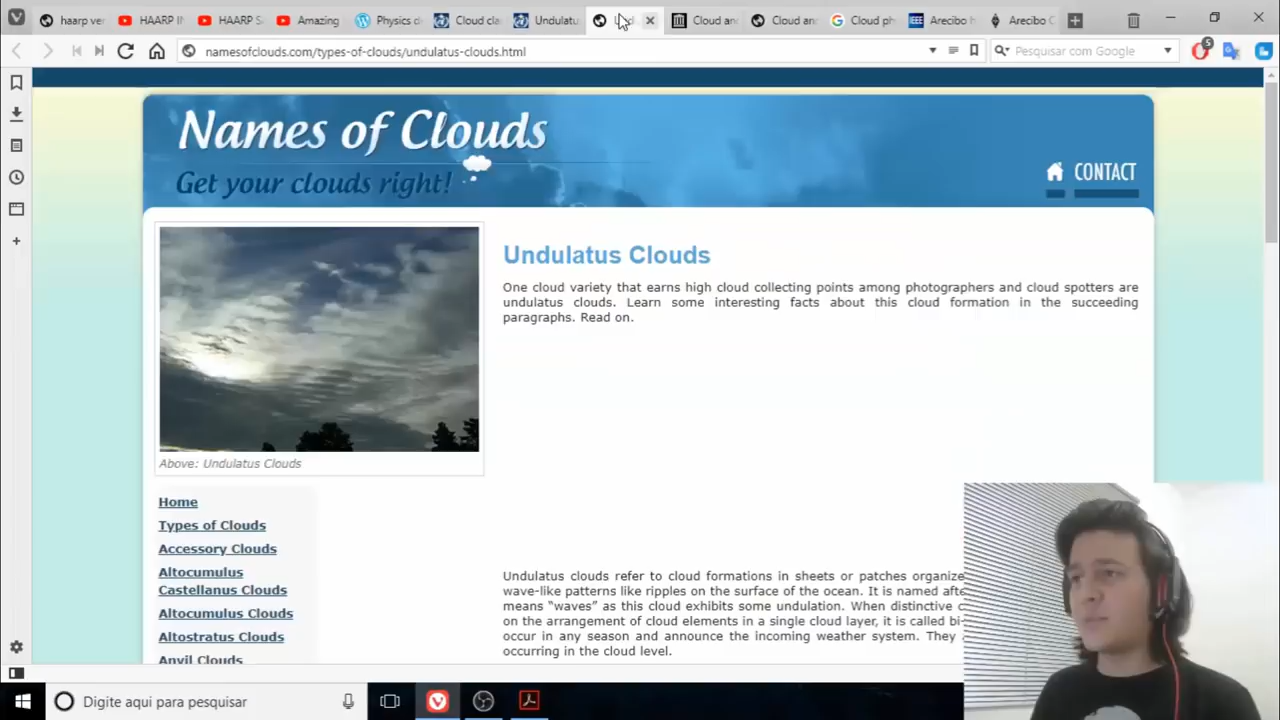 haarp ver
HAARP I
HAARP S
Amazing
Physics d
Cloud cla
Undulatu
Cloud an
Cloud an
Cloud ph
Arecibo h
Arecibo C
namesofclouds.com/types-of-clouds/undulatus-clouds.html
Pesquisar com Google
5
Names of Clouds
Get your clouds right!
CONTACT
Undulatus Clouds
One cloud variety that earns high cloud collecting points among photographers and cloud spotters are
undulatus clouds. Learn some interesting facts about this cloud formation in the succeeding
paragraphs. Read on.
Above: Undulatus Clouds
Home
Types of Clouds
Accessory Clouds
Altocumulus
Castellanus Clouds
Altocumulus Clouds
Altostratus Clouds
Anvil Clouds
Undulatus clouds refer to cloud formations in sheets or patches organize
wave-like patterns like ripples on the surface of the ocean. It is named afte
means “waves” as this cloud exhibits some undulation. When distinctive
on the arrangement of cloud elements in a single cloud layer, it is called bi-
occur in any season and announce the incoming weather system. They
occurring in the cloud level.
Digite aqui para pesquisar